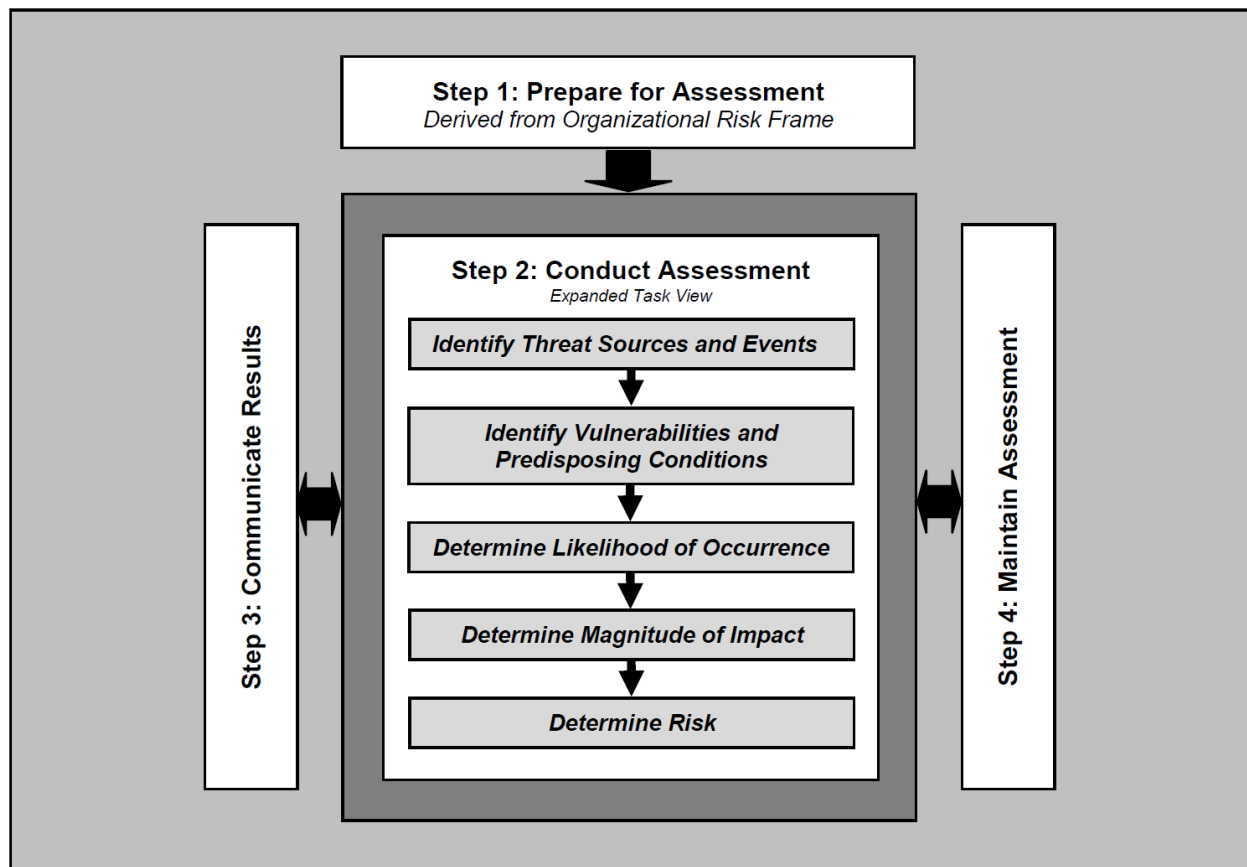 Step 1: Prepare for Assessment
Derived from Organizational Risk Frame
Step 2: Conduct Assessment
Expanded Task View
Identify Threat Sources and Events
Identify Vulnerabilities and
Predisposing Conditions
Determine Likelihood of Occurrence
Determine Magnitude of Impact
Determine Risk
Step 3: Communicate Results
Step 4: Maintain Assessment